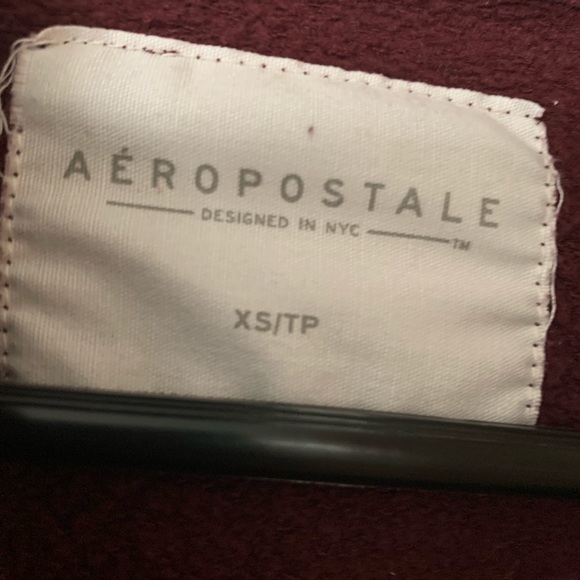 AÉROPOSTALE
DESIGNED IN NYC ™
XS/TP